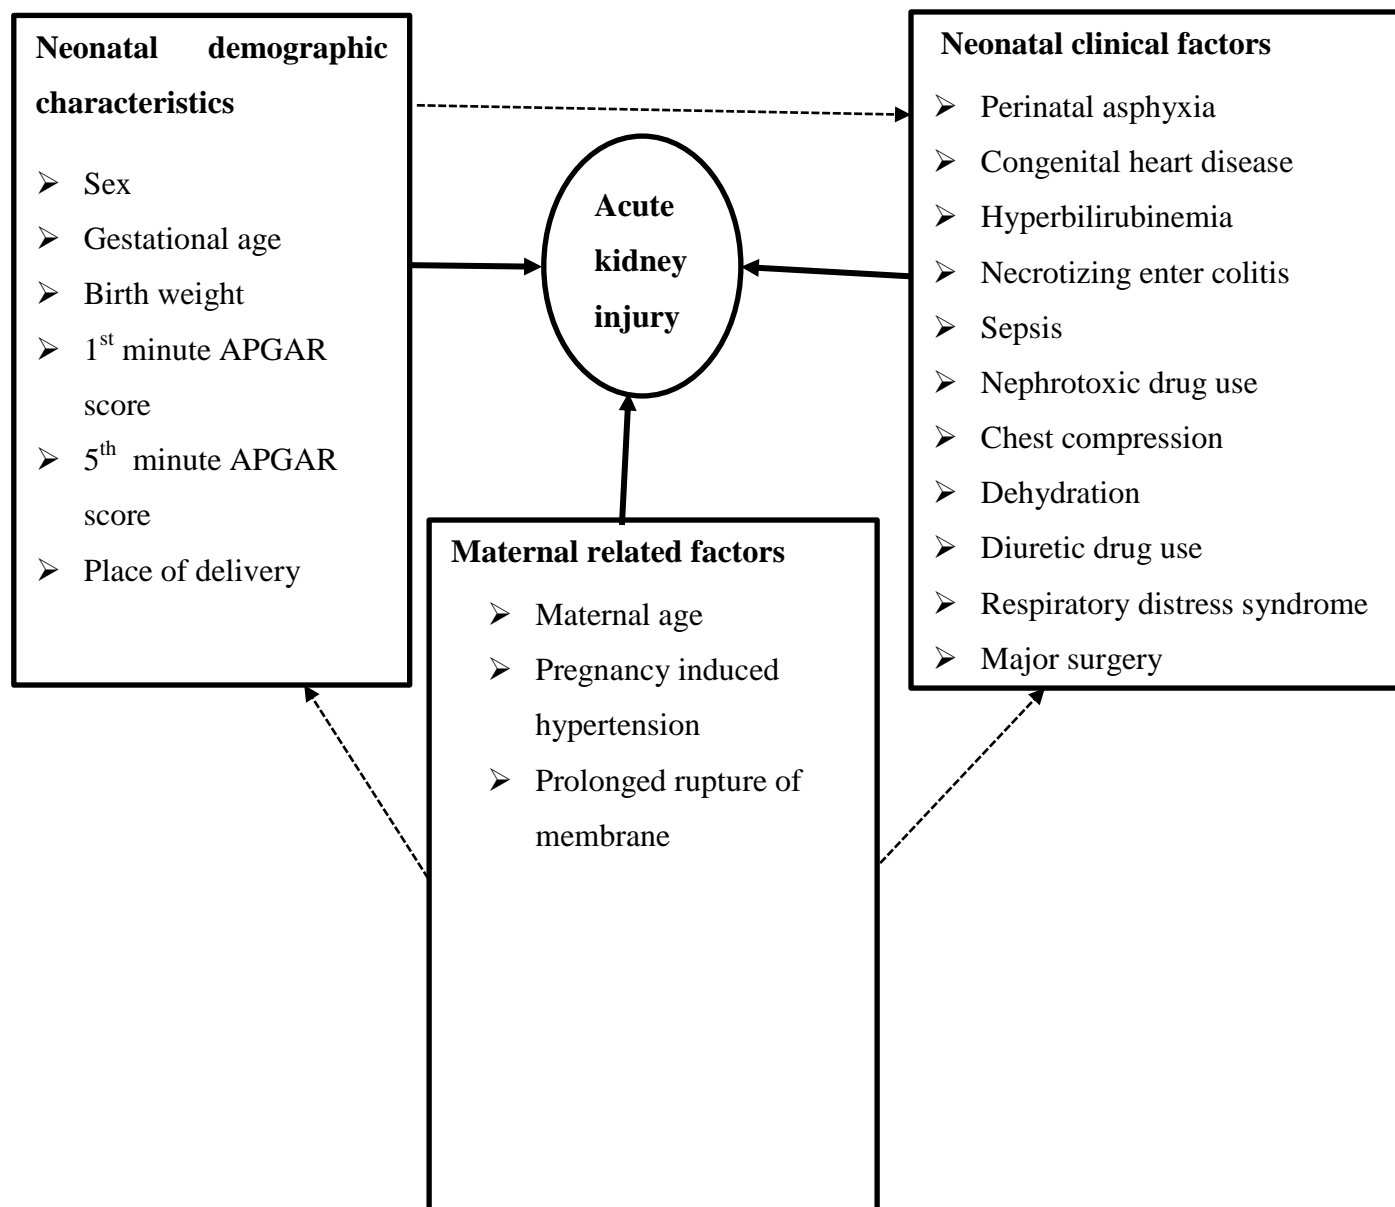 Neonatal demographic
characteristics
➢ Sex
➢ Gestational age
➢ Birth weight
➢ 1st minute APGAR
score
➢ 5th minute APGAR
score
➢ Place of delivery
Acute
kidney
injury
Neonatal clinical factors
➢ Perinatal asphyxia
➢ Congenital heart disease
➢ Hyperbilirubinemia
➢ Necrotizing enter colitis
➢ Sepsis
➢ Nephrotoxic drug use
➢ Chest compression
➢ Dehydration
➢ Diuretic drug use
➢ Respiratory distress syndrome
➢ Major surgery
Maternal related factors
➢ Maternal age
➢ Pregnancy induced
hypertension
➢ Prolonged rupture of
membrane